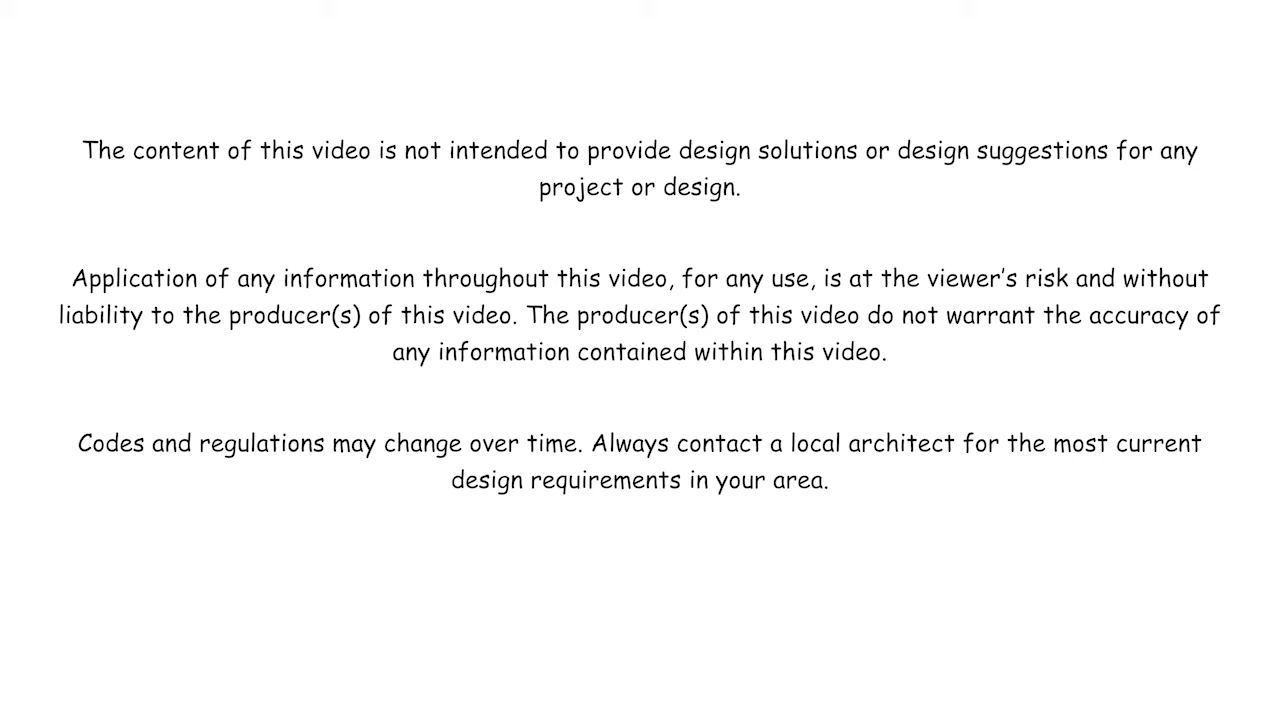 The content of this video is not intended to provide design solutions or design suggestions for any
project or design.
Application of any information throughout this video, for any use, is at the viewer’s risk and without
liability to the producer(s) of this video. The producer(s) of this video do not warrant the accuracy of
any information contained within this video.
Codes and regulations may change over time. Always contact a local architect for the most current
design requirements in your area.